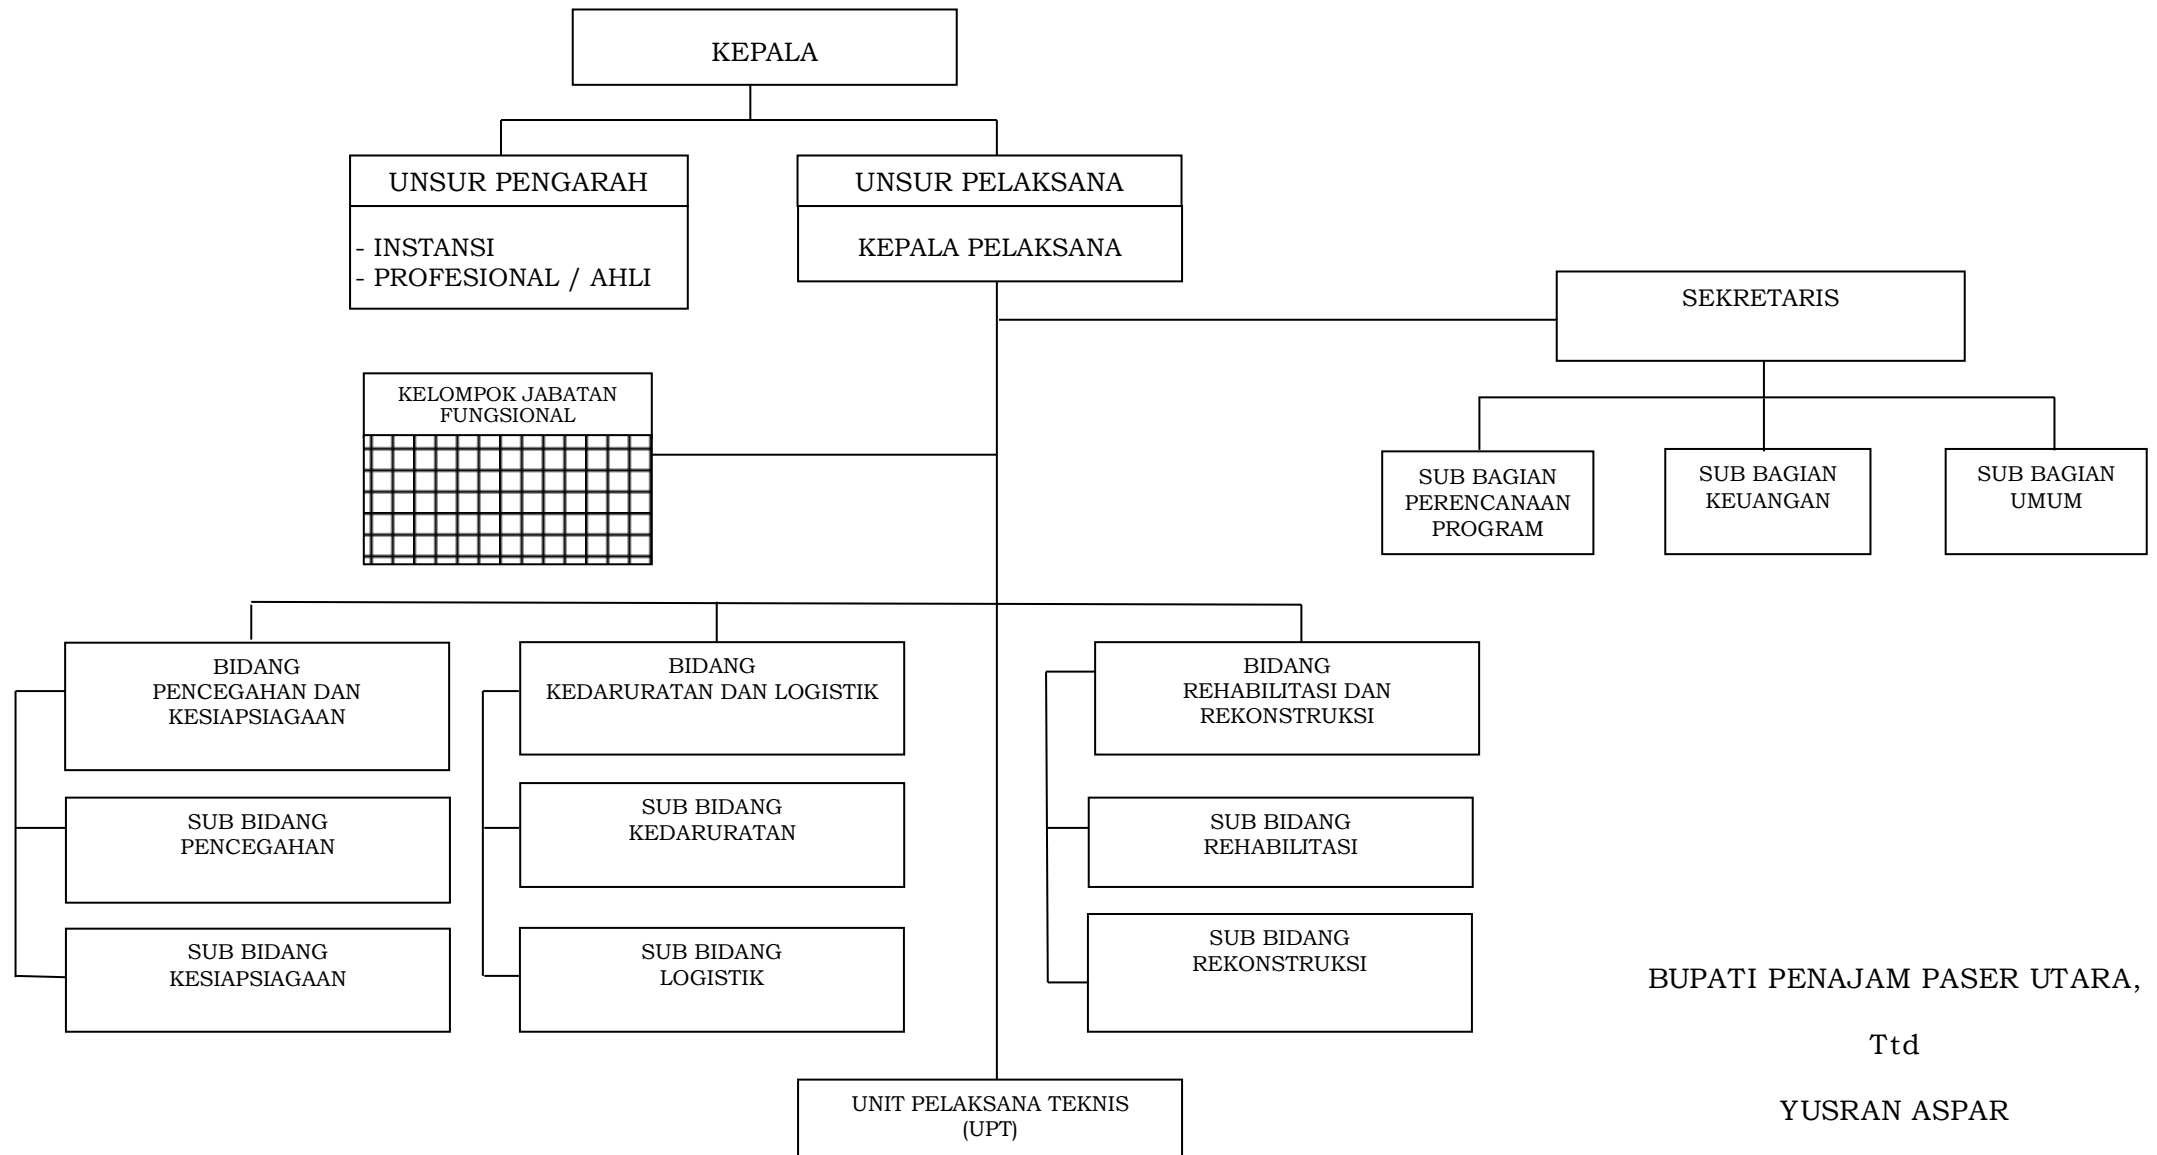 KEPALA
UNSUR PENGARAH
- INSTANSI
- PROFESIONAL / AHLI
UNSUR PELAKSANA
KEPALA PELAKSANA
SEKRETARIS
KELOMPOK JABATAN
FUNGSIONAL
SUB BAGIAN
PERENCANAAN
PROGRAM
SUB BAGIAN
KEUANGAN
SUB BAGIAN
UMUM
BIDANG
PENCEGAHAN DAN
KESIAPSIAGAAN
SUB BIDANG
PENCEGAHAN
SUB BIDANG
KESIAPSIAGAAN
BIDANG
KEDARURATAN DAN LOGISTIK
SUB BIDANG
KEDARURATAN
SUB BIDANG
LOGISTIK
BIDANG
REHABILITASI DAN
REKONSTRUKSI
SUB BIDANG
REHABILITASI
SUB BIDANG
REKONSTRUKSI
UNIT PELAKSANA TEKNIS
(UPT)
BUPATI PENAJAM PASER UTARA,
Ttd
YUSRAN ASPAR